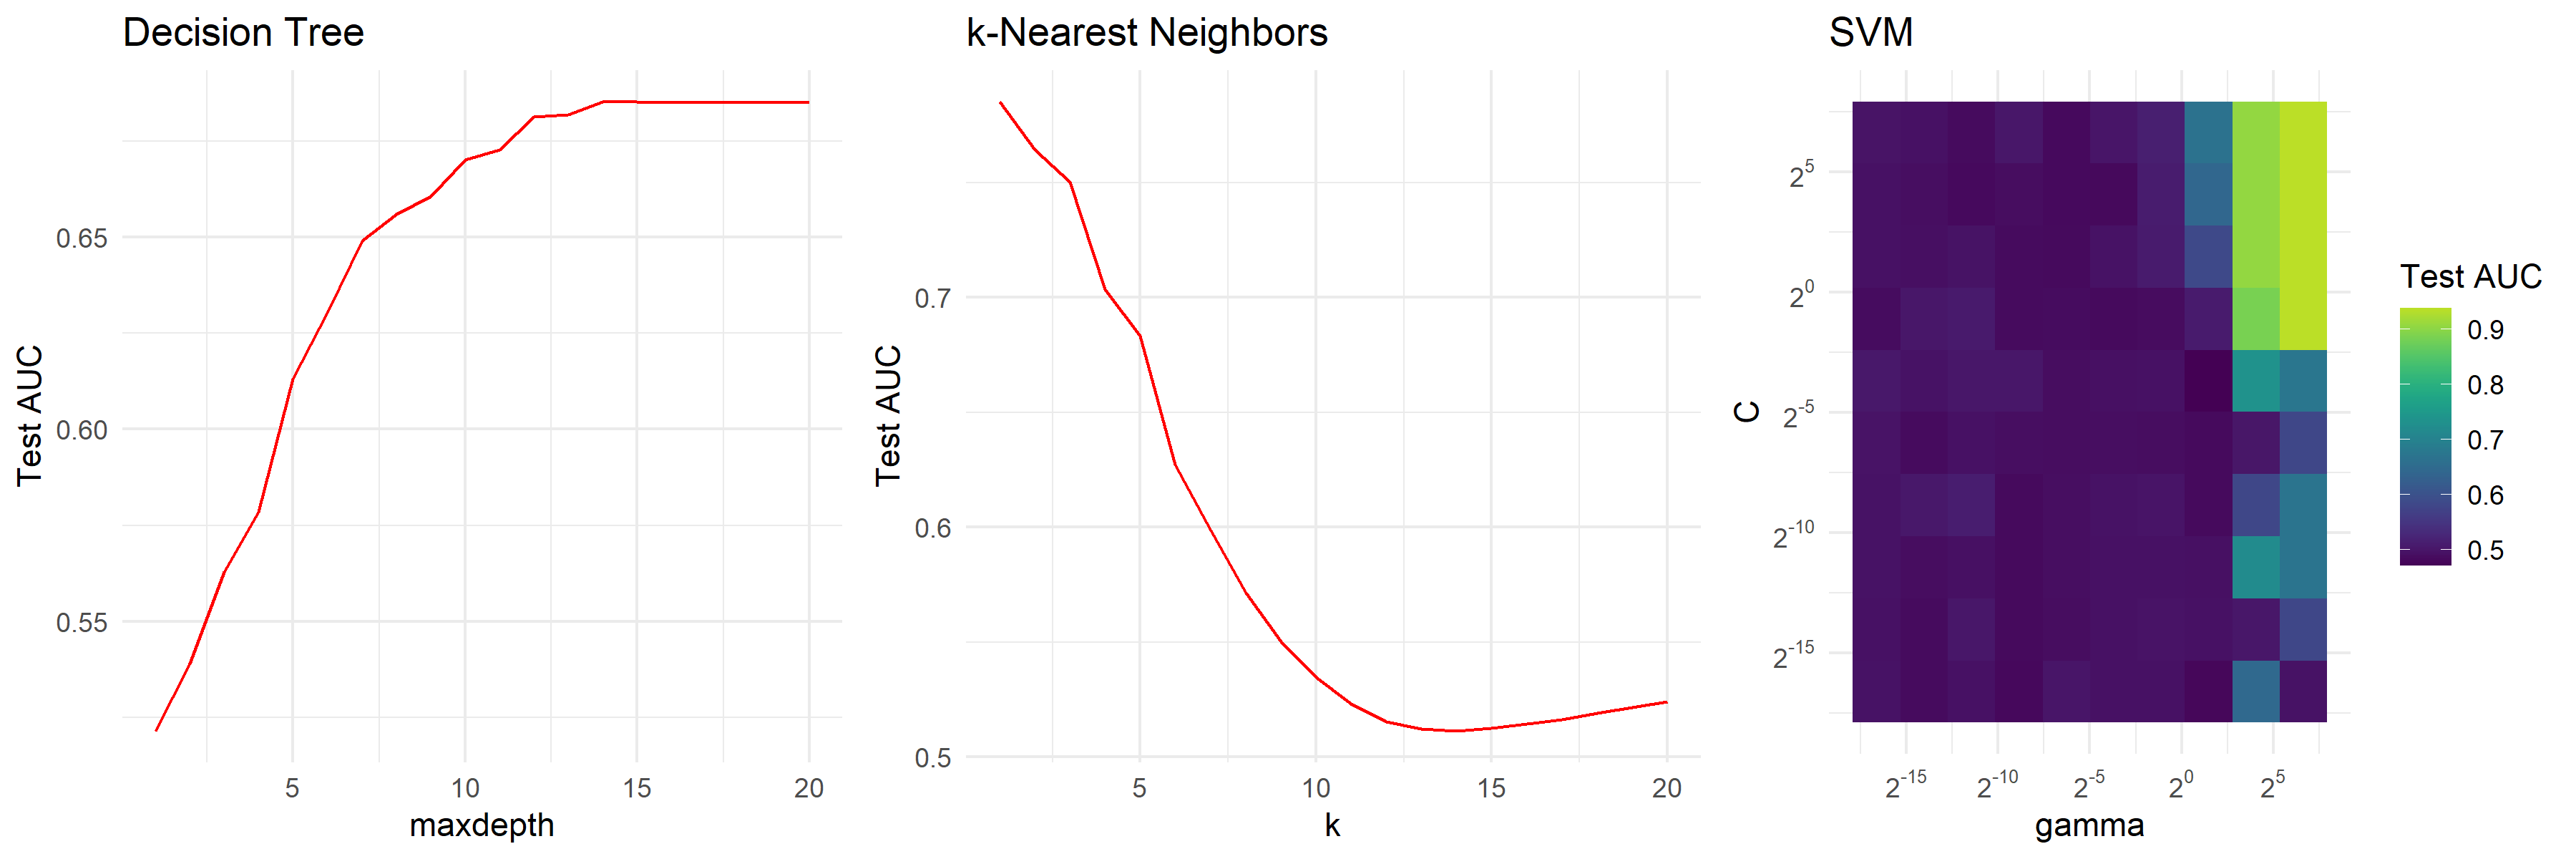 Decision Tree
Test AUC
0.65
0.60
0.55
5 10 15 20
maxdepth
k-Nearest Neighbors
Test AUC
0.7
0.6
0.5
5 10 15 20
k
SVM
C
2^5
2^0
2^-5
2^-10
2^-15
2^-15 2^-10 2^-5 2^0 2^5
gamma
Test AUC
0.9
0.8
0.7
0.6
0.5